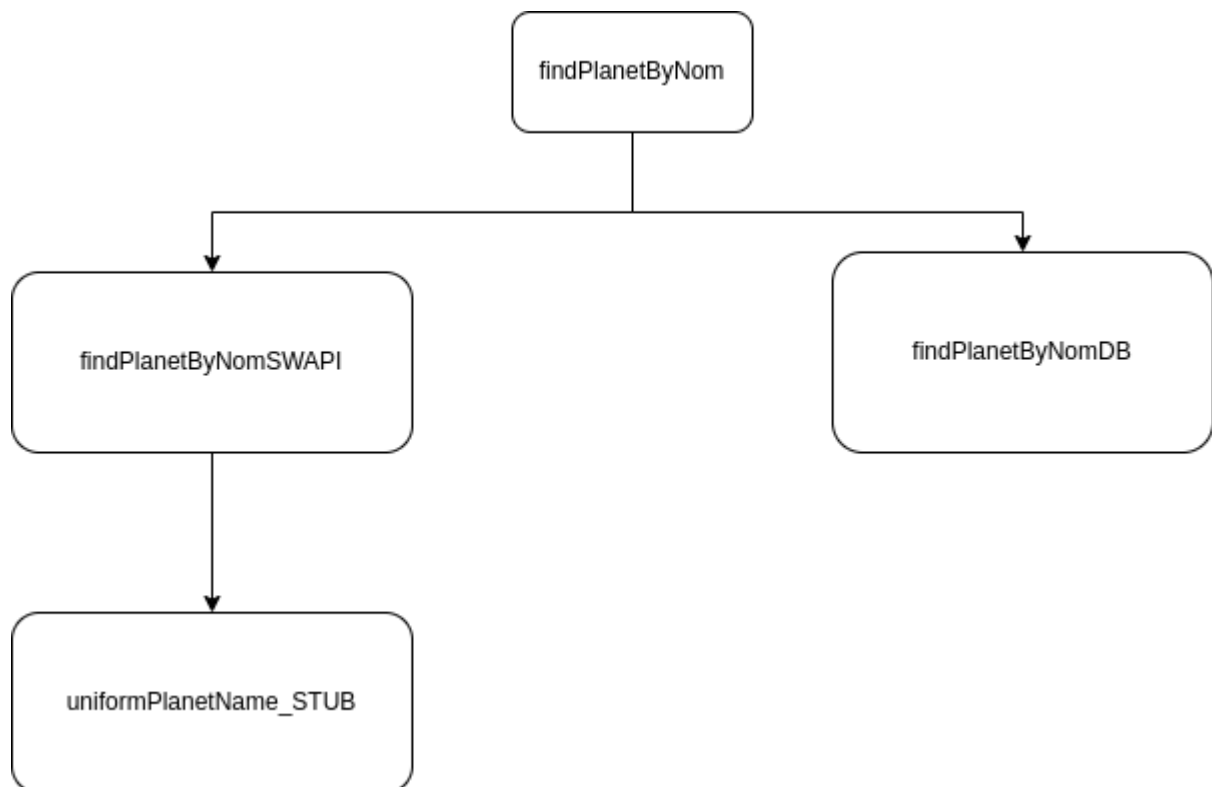 findPlanetByNom
findPlanetByNomSWAPI
findPlanetByNomDB
uniformPlanetName_STUB